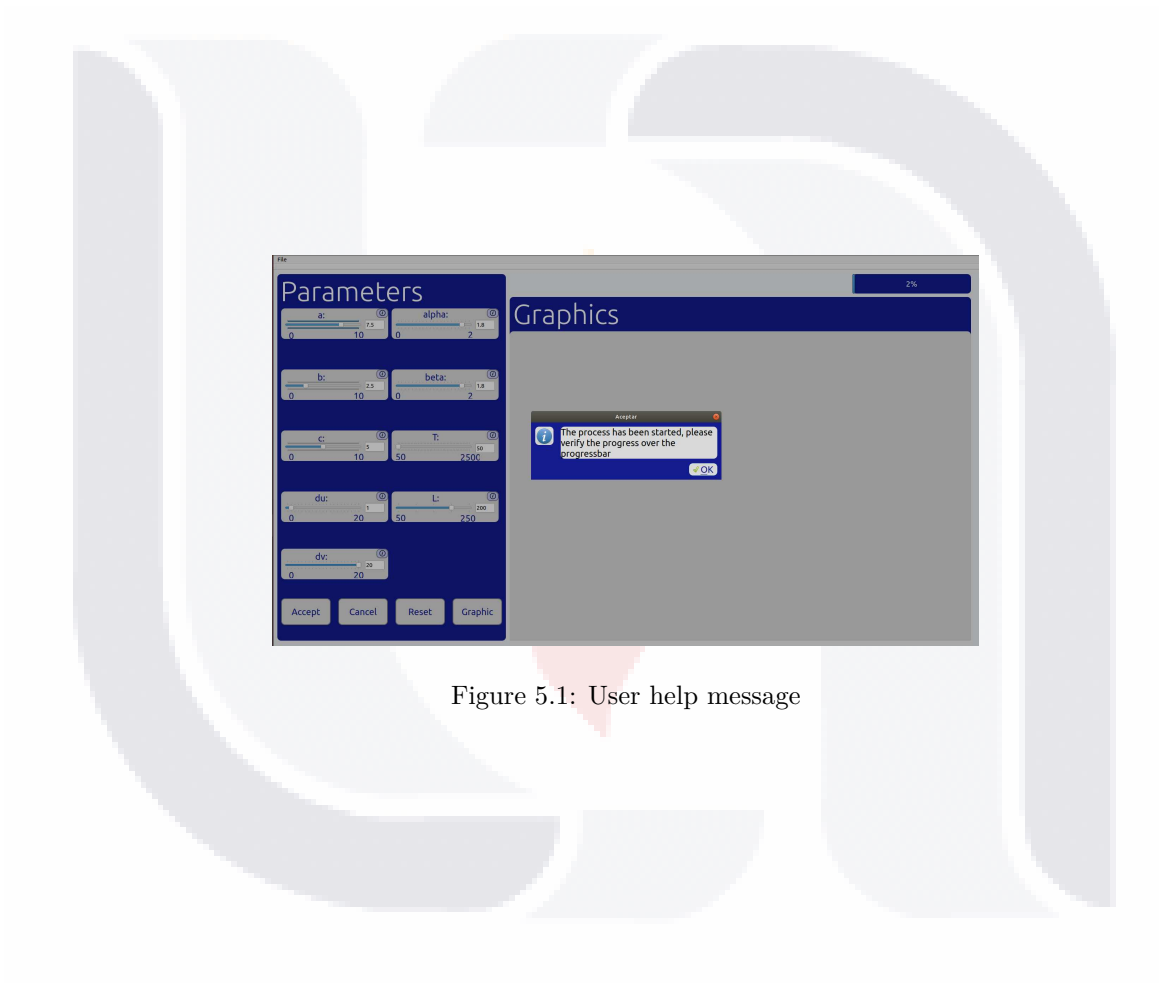 File
2%
Parameters
Graphics
a: alpha:
7.5 1.8
0 10 0 2
b: beta:
2.5 1.8
0 10 0 2
c: T:
5 50
0 10 50 2500
du: L:
1 200
0 20 50 250
dv:
20
0 20
Accept Cancel Reset Graphic
Aceptar
The process has been started, please
verify the progress over the
progressbar
OK
Figure 5.1: User help message